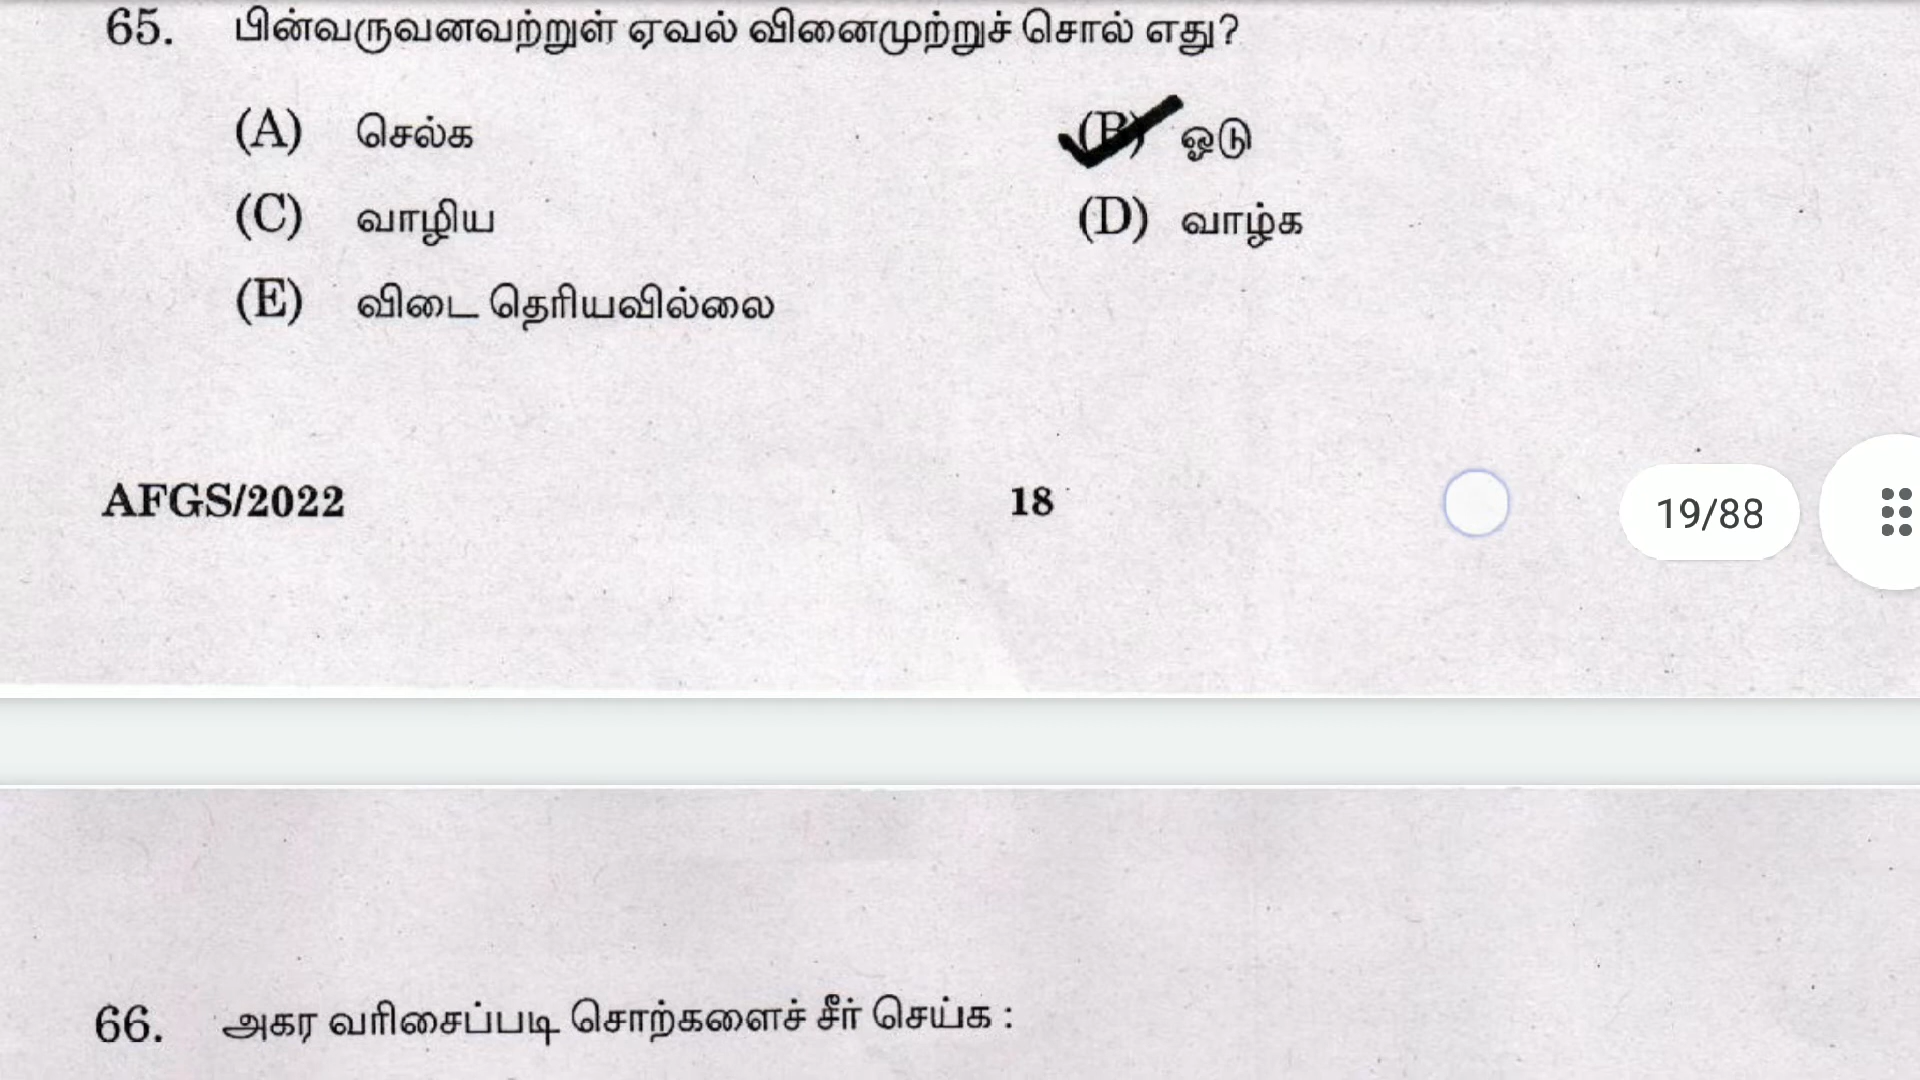 65. பின்வருவனவற்றுள் ஏவல் வினைமுற்றுச் சொல் எது?
(A) செல்க (B) ஓடு
(C) வாழிய (D) வாழ்க
(E) விடை தெரியவில்லை
AFGS/2022 18
19/88
66. அகர வரிசைப்படி சொற்களைச் சீர் செய்க :